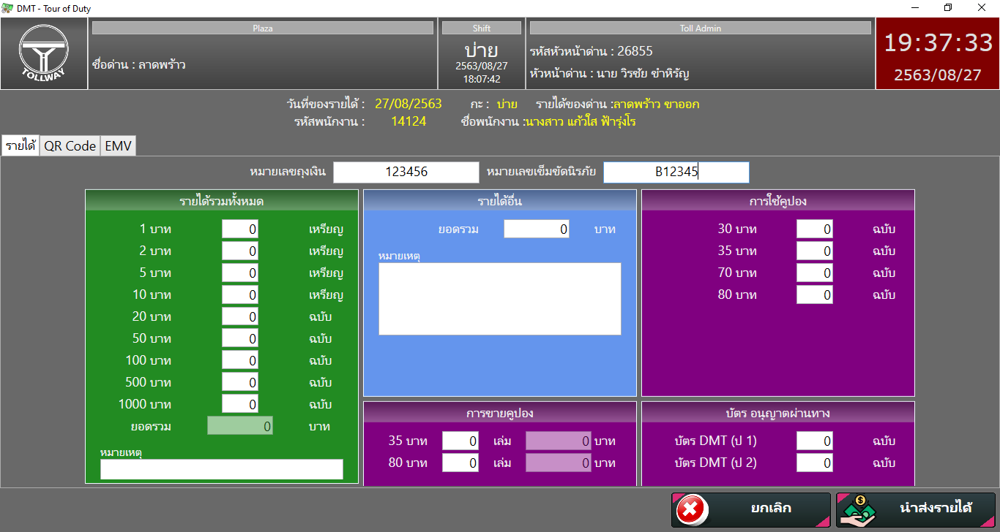 DMT - Tour of Duty
TOLLWAY
Plaza
ชื่อด่าน : ลาดพร้าว
Shift
บ่าย
2563/08/27
18:07:42
Toll Admin
รหัสหัวหน้าด่าน : 26855
หัวหน้าด่าน : นาย วิรชัย ขำหิรัญ
19:37:33
2563/08/27
วันที่ของรายได้ : 27/08/2563 กะ : บ่าย รายได้ของด่าน :ลาดพร้าว ขาออก
รหัสพนักงาน : 14124 ชื่อพนักงาน :นางสาว แก้วใส ฟ้ารุ่งโร
รายได้ QR Code EMV
หมายเลขถุงเงิน 123456 หมายเลขเข็มขัดนิรภัย B12345
รายได้รวมทั้งหมด
1 บาท 0 เหรียญ
2 บาท 0 เหรียญ
5 บาท 0 เหรียญ
10 บาท 0 เหรียญ
20 บาท 0 ฉบับ
50 บาท 0 ฉบับ
100 บาท 0 ฉบับ
500 บาท 0 ฉบับ
1000 บาท 0 ฉบับ
ยอดรวม 0 บาท
หมายเหตุ
รายได้อื่น
ยอดรวม 0 บาท
หมายเหตุ
การใช้คูปอง
30 บาท 0 ฉบับ
35 บาท 0 ฉบับ
70 บาท 0 ฉบับ
80 บาท 0 ฉบับ
การขายคูปอง
35 บาท 0 เล่ม 0 บาท
80 บาท 0 เล่ม 0 บาท
บัตร อนุญาตผ่านทาง
บัตร DMT (ป 1) 0 ฉบับ
บัตร DMT (ป 2) 0 ฉบับ
ยกเลิก
นำส่งรายได้